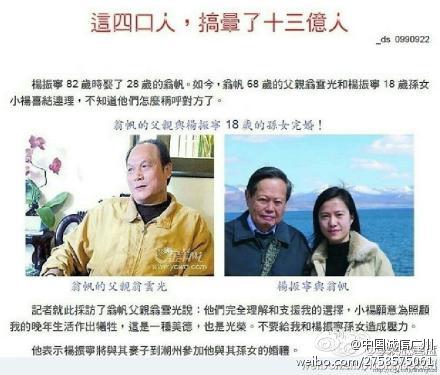 這四口人，搞暈了十三億人
_ds 0990922
楊振寧 82 歲時娶了 28 歲的翁帆。如今，翁帆 68 歲的父親翁雲光和楊振寧 18 歲孫女
小楊喜結連理，不知道他們怎麼稱呼對方了。
翁帆的父親與楊振寧 18 歲的孫女完婚！
翁帆的父親翁雲光
楊振寧與翁帆
記者就此採訪了翁帆父親翁雲光說：他們完全理解和支援我的選擇，小楊願意為照顧
我的晚年生活作出犧牲，這是一種美德，也是光榮。不要給我和楊振寧孫女造成壓力。
他表示楊振寧將與其妻子到潮州參加他與其孫女的婚禮。
@中国诚信广州
weibo.com/2758575061